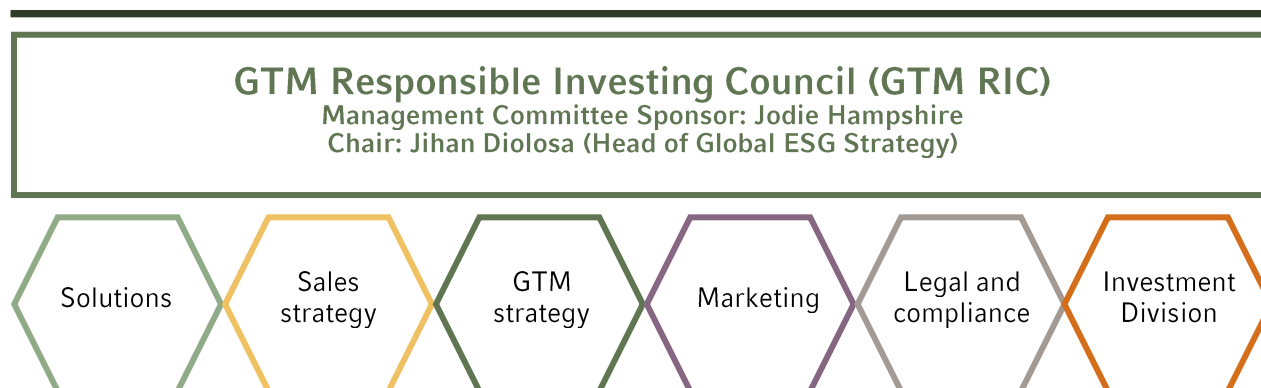 GTM Responsible Investing Council (GTM RIC)
Management Committee Sponsor: Jodie Hampshire
Chair: Jihan Diolosa (Head of Global ESG Strategy)
Solutions
Sales
strategy
GTM
strategy
Marketing
Legal and
compliance
Investment
Division